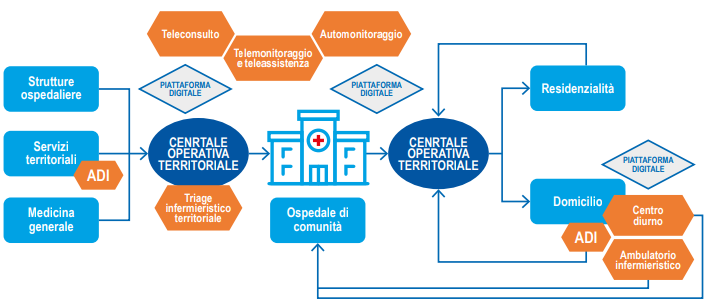 Teleconsulto
Automonitoraggio
Telemonitoraggio
e teleassistenza
PIATTAFORMA
DIGITALE
PIATTAFORMA
DIGITALE
Strutture
ospedaliere
Residenzialità
Servizi
territoriali
ADI
CENRTALE
OPERATIVA
TERRITORIALE
CENRTALE
OPERATIVA
TERRITORIALE
PIATTAFORMA
DIGITALE
Triage
infermieristico
territoriale
Medicina
generale
Ospedale di
comunità
Domicilio
Centro
diurno
ADI
Ambulatorio
infermieristico